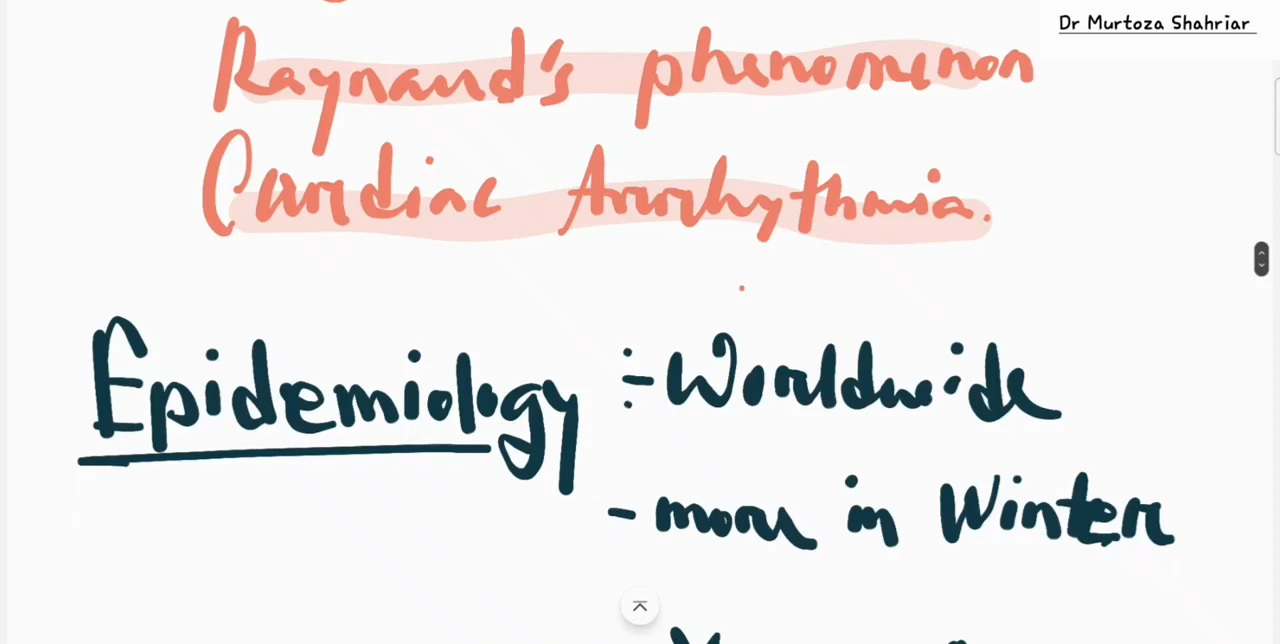 Dr Murtoza Shahriar
Raynaud's phenomenon
Cardiac Arrhythmia.
Epidemiology :- Worldwide
- more in Winter